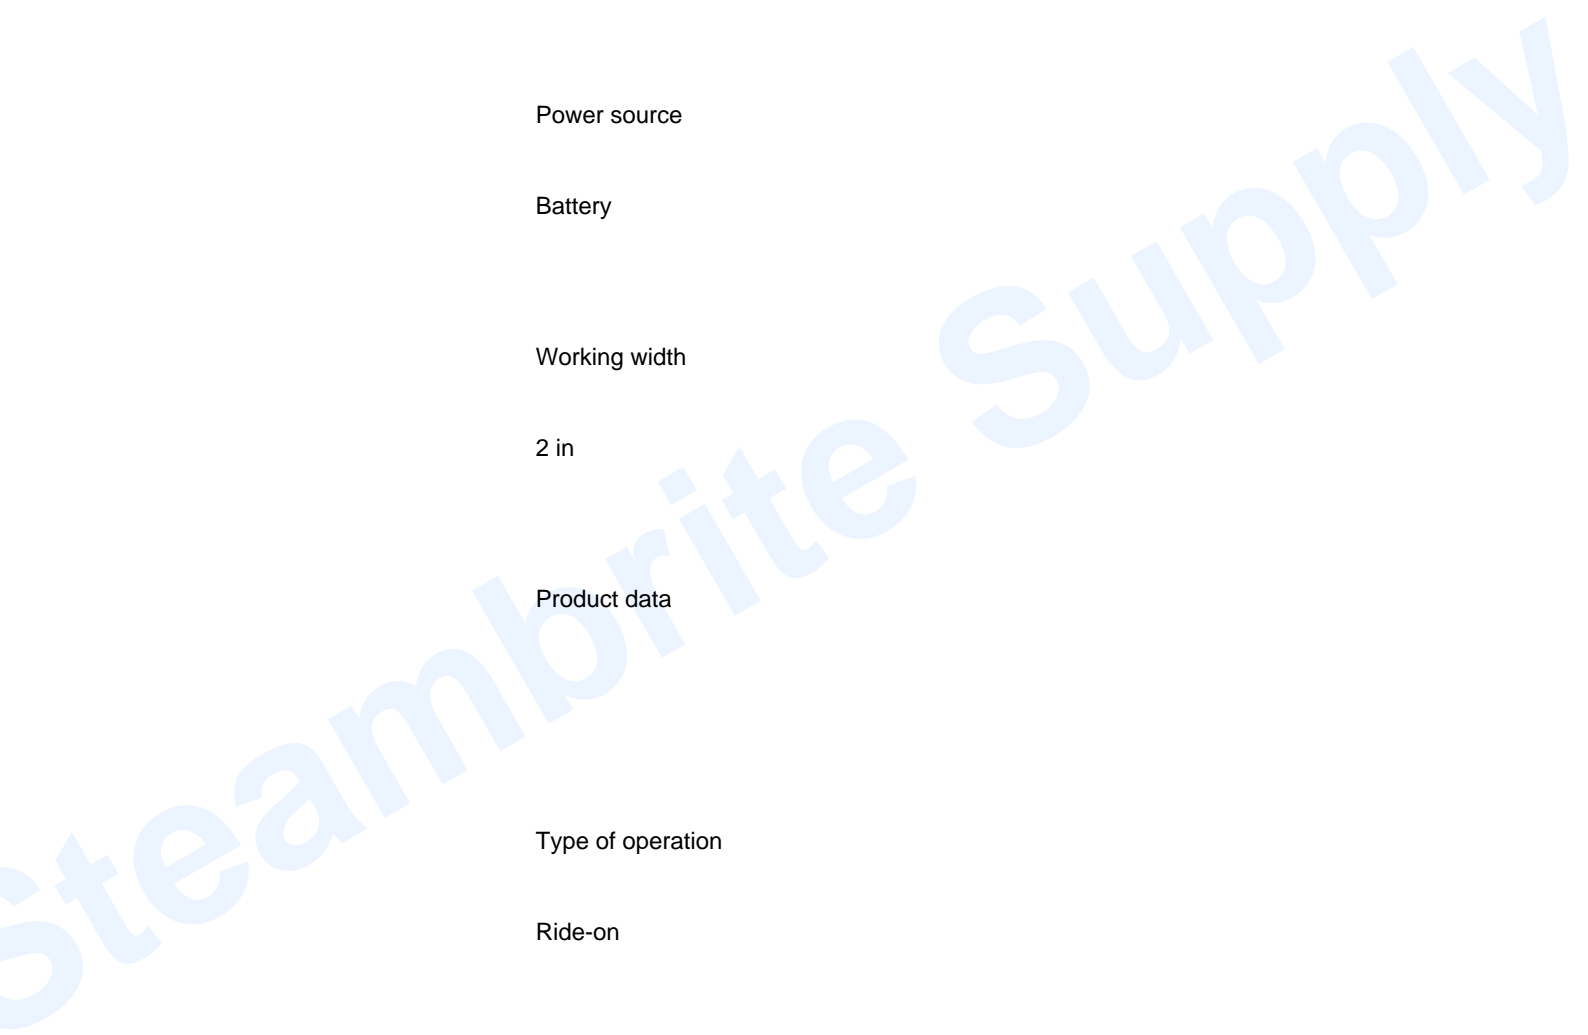 Power source
Battery
Working width
2 in
Product data
Type of operation
Ride-on
Steambrite Supply